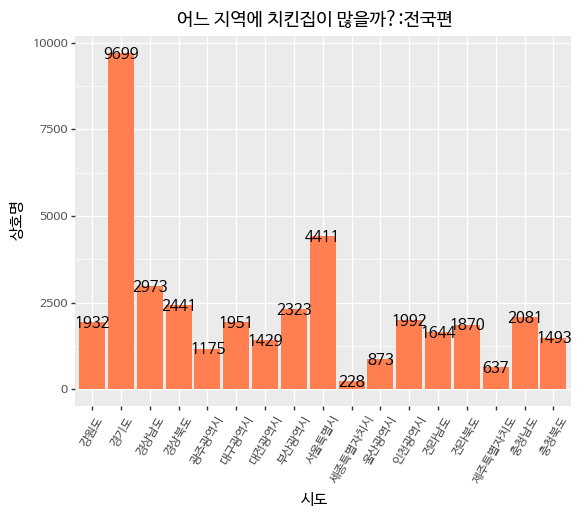 어느 지역에 치킨집이 많을까? :전국편
10000
7500
5000
2500
0
상호명
1932
9699
2973
2441
1175
1951
1429
2323
4411
228
873
1992
1644
1870
637
2081
1493
강원도
경기도
경상남도
경상북도
광주광역시
대구광역시
대전광역시
부산광역시
서울특별시
세종특별자치시
울산광역시
인천광역시
전라남도
전라북도
제주특별자치도
충청남도
충청북도
시도